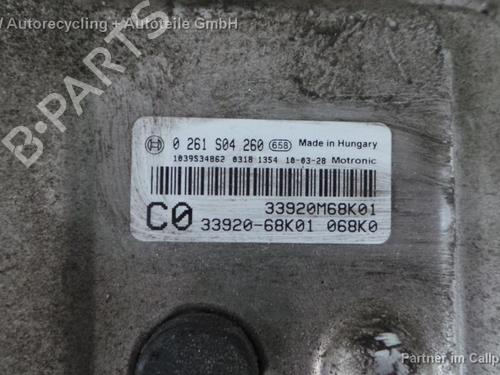 Autorecycling - Autoteile GmbH
B-PARTS
BOSCH
0 261 S04 260 658 Made in Hungary
1039S34862 0318 1354 10-03-28 Motronic
33920M68K01
C0
33920-68K01 068K0
Partner im Callp